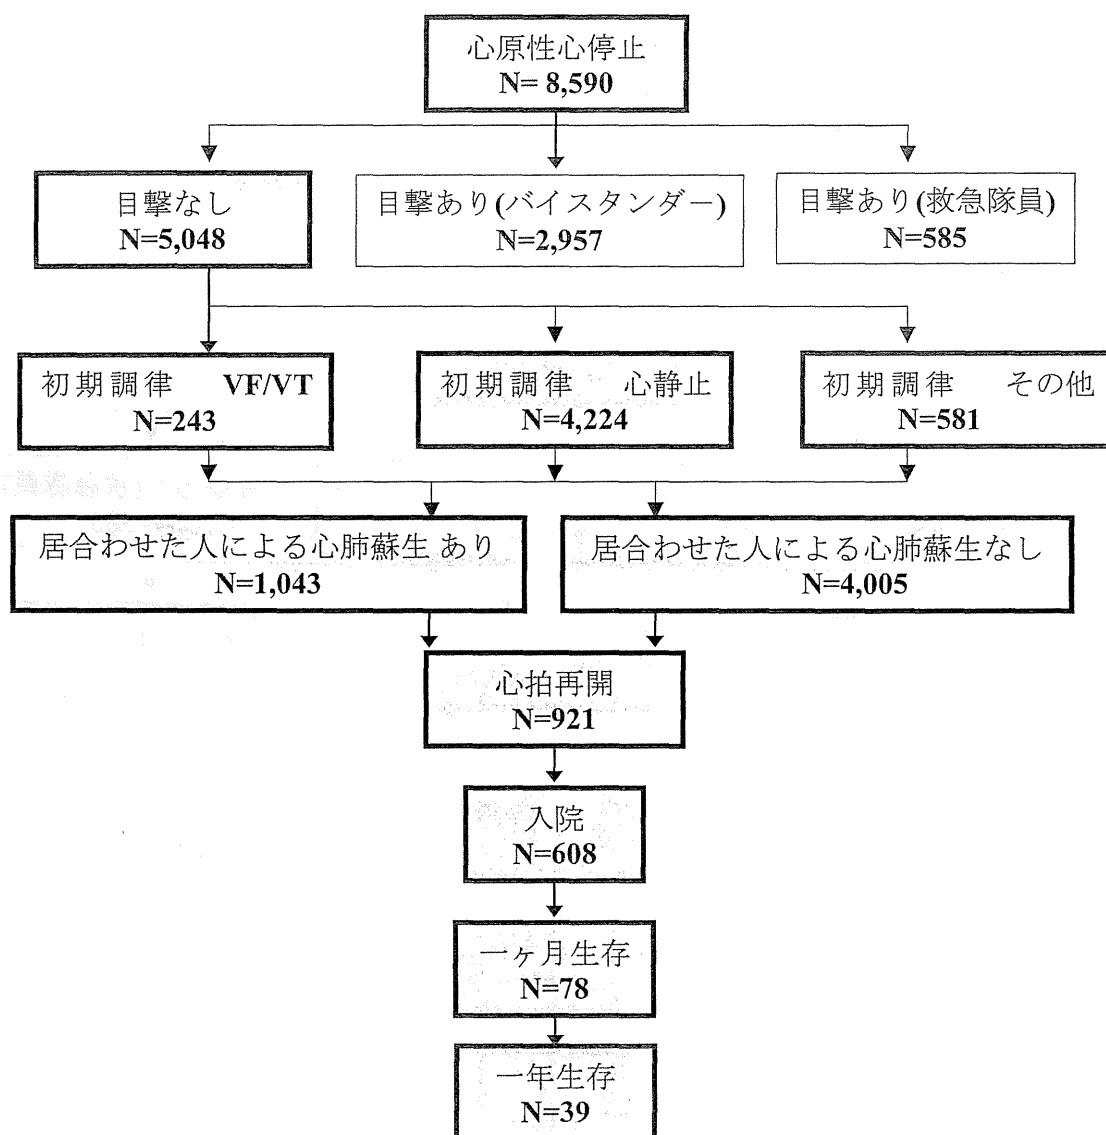 心原性心停止
N= 8,590
目撃なし
N=5,048
目撃あり(バイスタンダー)
N=2,957
目撃あり(救急隊員)
N=585
初期調律 VF/VT
N=243
初期調律 心静止
N=4,224
初期調律 その他
N=581
居合わせた人による心肺蘇生 あり
N=1,043
居合わせた人による心肺蘇生なし
N=4,005
心拍再開
N=921
入院
N=608
一ヶ月生存
N=78
一年生存
N=39